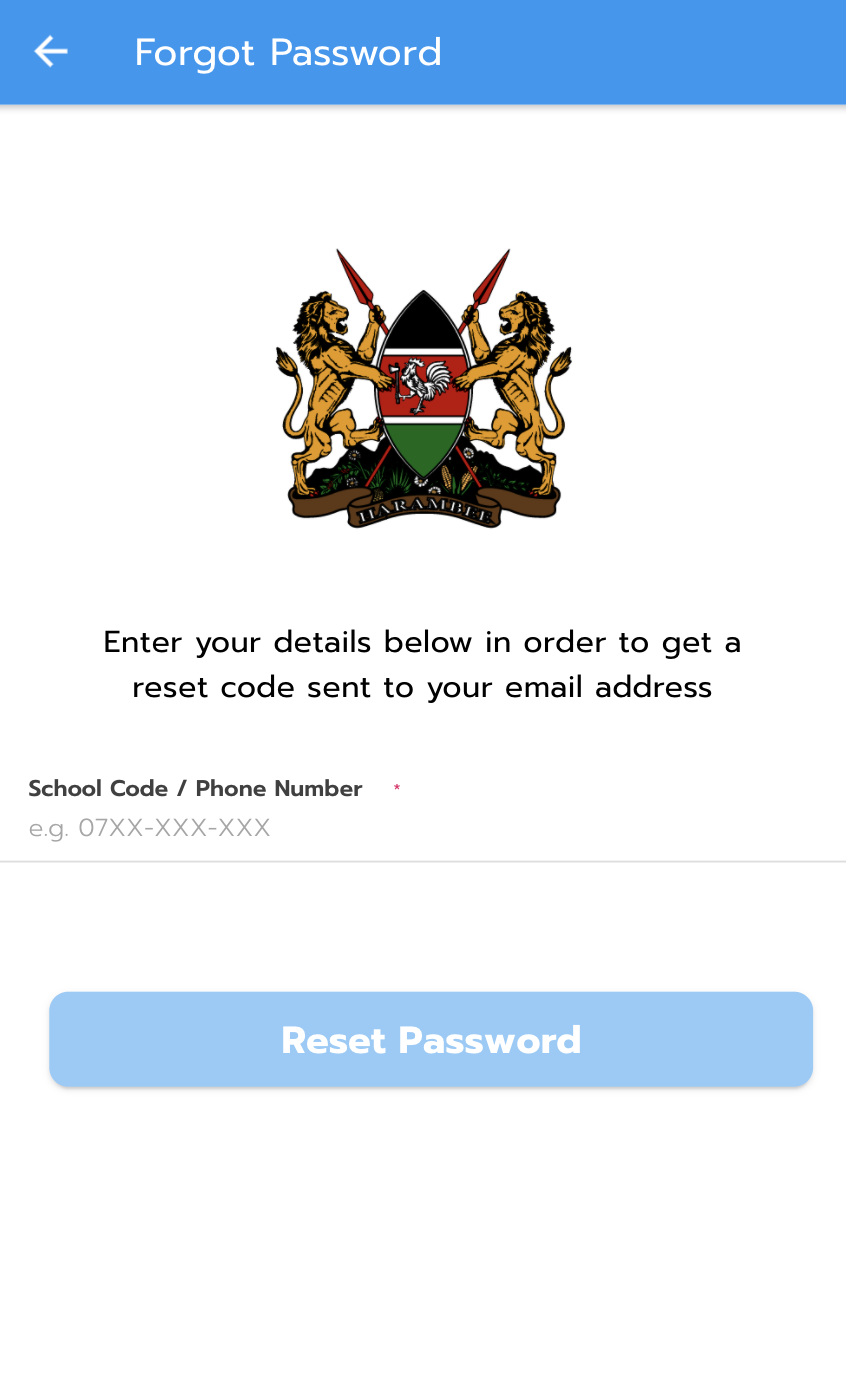 Forgot Password
HARAMBEE
Enter your details below in order to get a
reset code sent to your email address
School Code / Phone Number *
e.g. 07XX-XXX-XXX
Reset Password